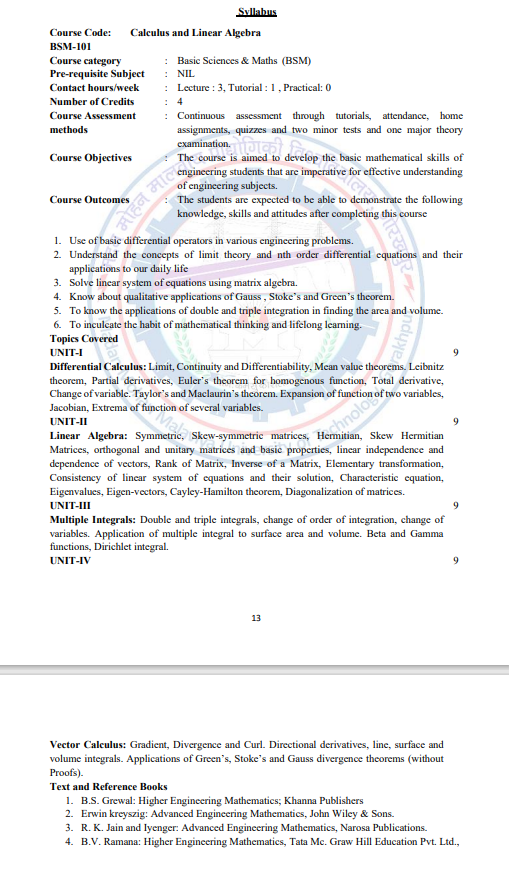 Syllabus
Course Code: Calculus and Linear Algebra
BSM-101
Course category : Basic Sciences & Maths (BSM)
Pre-requisite Subject : NIL
Contact hours/week : Lecture : 3, Tutorial : 1 , Practical: 0
Number of Credits : 4
Course Assessment : Continuous assessment through tutorials, attendance, home
methods assignments, quizzes and two minor tests and one major theory
examination.
Course Objectives : The course is aimed to develop the basic mathematical skills of
engineering students that are imperative for effective understanding
of engineering subjects.
Course Outcomes : The students are expected to be able to demonstrate the following
knowledge, skills and attitudes after completing this course
1. Use of basic differential operators in various engineering problems.
2. Understand the concepts of limit theory and nth order differential equations and their
applications to our daily life
3. Solve linear system of equations using matrix algebra.
4. Know about qualitative applications of Gauss , Stoke's and Green's theorem.
5. To know the applications of double and triple integration in finding the area and volume.
6. To inculcate the habit of mathematical thinking and lifelong learning.
Topics Covered
UNIT-I 9
Differential Calculus: Limit, Continuity and Differentiability, Mean value theorems, Leibnitz
theorem, Partial derivatives, Euler's theorem for homogenous function, Total derivative,
Change of variable. Taylor's and Maclaurin's theorem. Expansion of function of two variables,
Jacobian, Extrema of function of several variables.
UNIT-II 9
Linear Algebra: Symmetric, Skew-symmetric matrices, Hermitian, Skew Hermitian
Matrices, orthogonal and unitary matrices and basic properties, linear independence and
dependence of vectors, Rank of Matrix, Inverse of a Matrix, Elementary transformation,
Consistency of linear system of equations and their solution, Characteristic equation,
Eigenvalues, Eigen-vectors, Cayley-Hamilton theorem, Diagonalization of matrices.
UNIT-III 9
Multiple Integrals: Double and triple integrals, change of order of integration, change of
variables. Application of multiple integral to surface area and volume. Beta and Gamma
functions, Dirichlet integral.
UNIT-IV 9
13
Vector Calculus: Gradient, Divergence and Curl. Directional derivatives, line, surface and
volume integrals. Applications of Green's, Stoke's and Gauss divergence theorems (without
Proofs).
Text and Reference Books
1. B.S. Grewal: Higher Engineering Mathematics; Khanna Publishers
2. Erwin kreyszig: Advanced Engineering Mathematics, John Wiley & Sons.
3. R. K. Jain and Iyenger: Advanced Engineering Mathematics, Narosa Publications.
4. B.V. Ramana: Higher Engineering Mathematics, Tata Mc. Graw Hill Education Pvt. Ltd.,